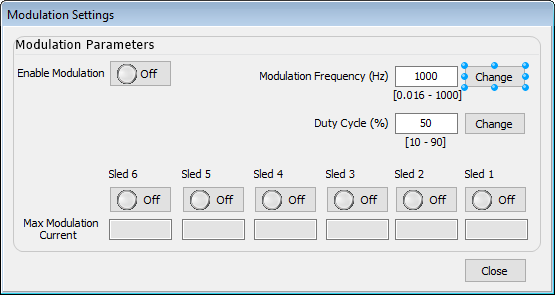 Modulation Settings
Modulation Parameters
Enable Modulation Off Modulation Frequency (Hz) 1000 Change
[0.016 - 1000]
Duty Cycle (%) 50 Change
[10 - 90]
Sled 6 Sled 5 Sled 4 Sled 3 Sled 2 Sled 1
Off Off Off Off Off Off
Max Modulation
Current
Close